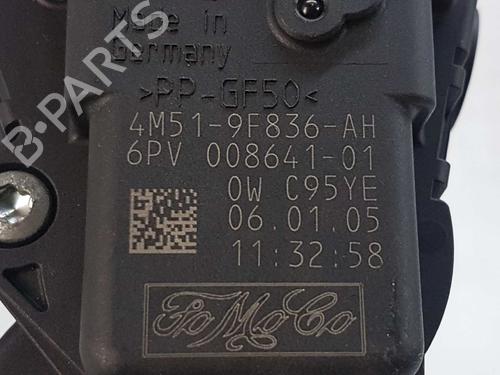 Made in
Germany
>PP-GF50<
4M51-9F836-AH
6PV 008641-01
0W C95YE
06.01.05
11:32:58
FoMoCo